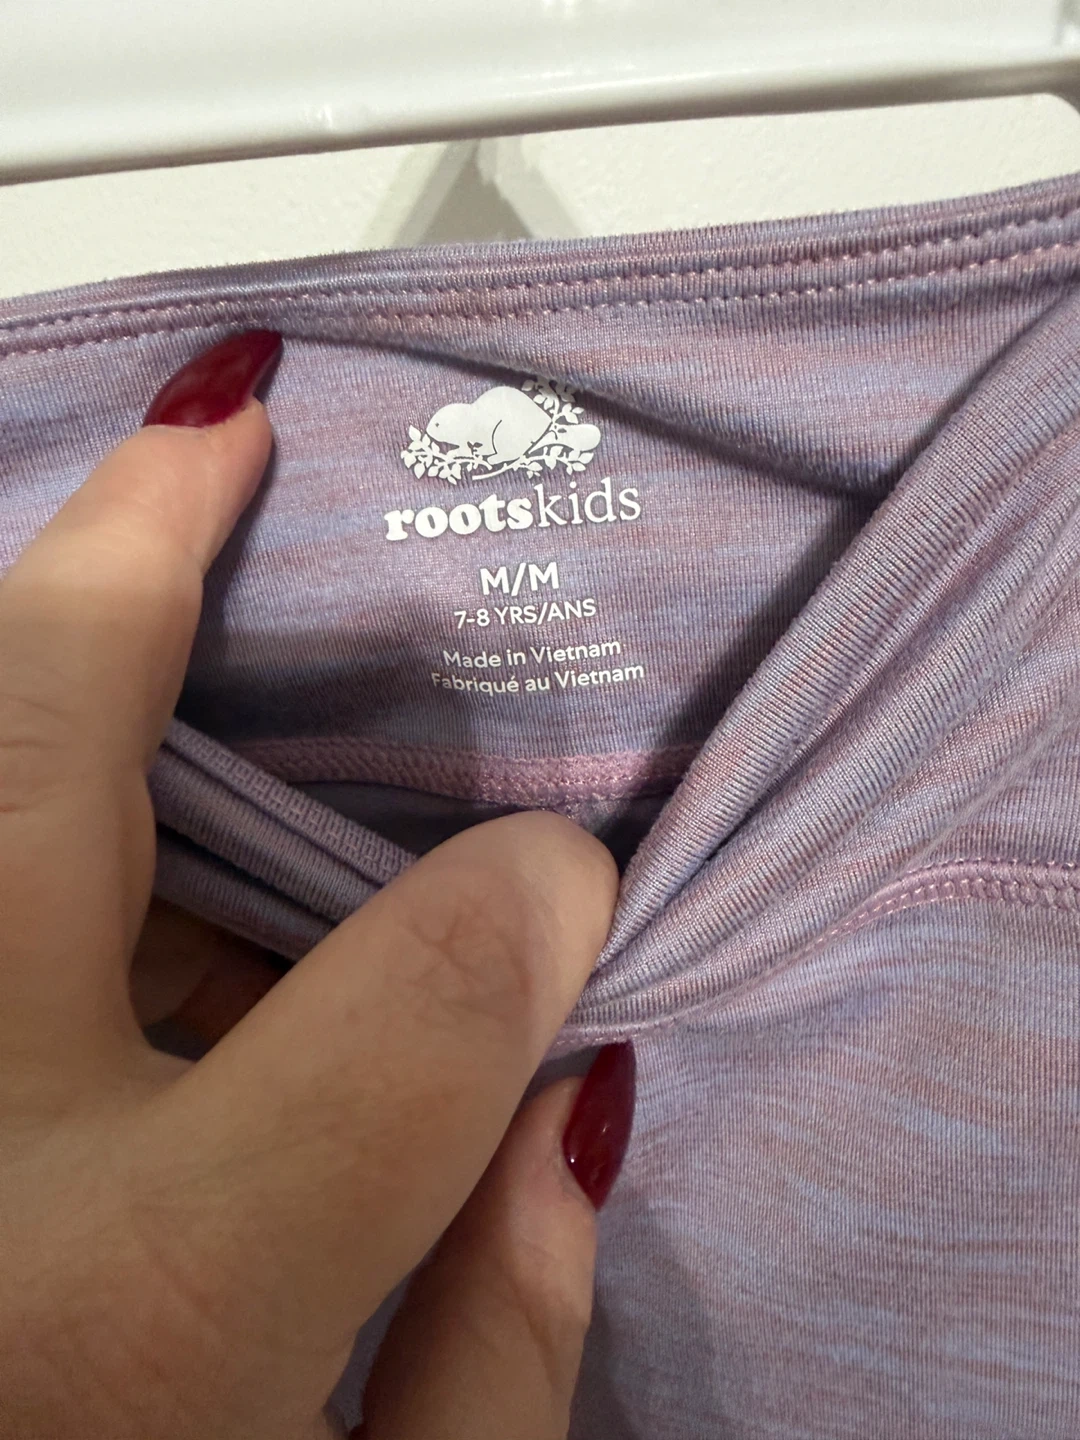 rootskids
M/M
7-8 YRS/ANS
Made in Vietnam
Fabriqué au Vietnam